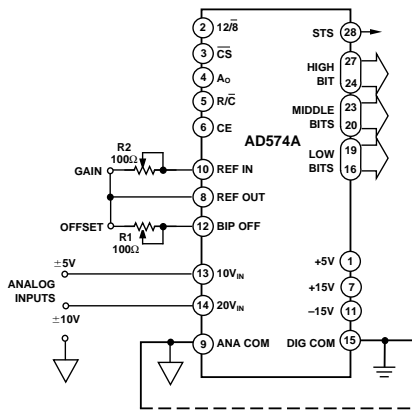 2 12/8̅
3 C̅S̅
4 A₀
5 R/C̅
6 CE
R2
100Ω
GAIN
10 REF IN
8 REF OUT
OFFSET
R1
100Ω
12 BIP OFF
±5V
13 10V_IN
ANALOG
INPUTS
14 20V_IN
±10V
9 ANA COM
AD574A
STS 28
HIGH
BIT
27
24
MIDDLE
BITS
23
20
LOW
BITS
19
16
+5V 1
+15V 7
–15V 11
DIG COM 15